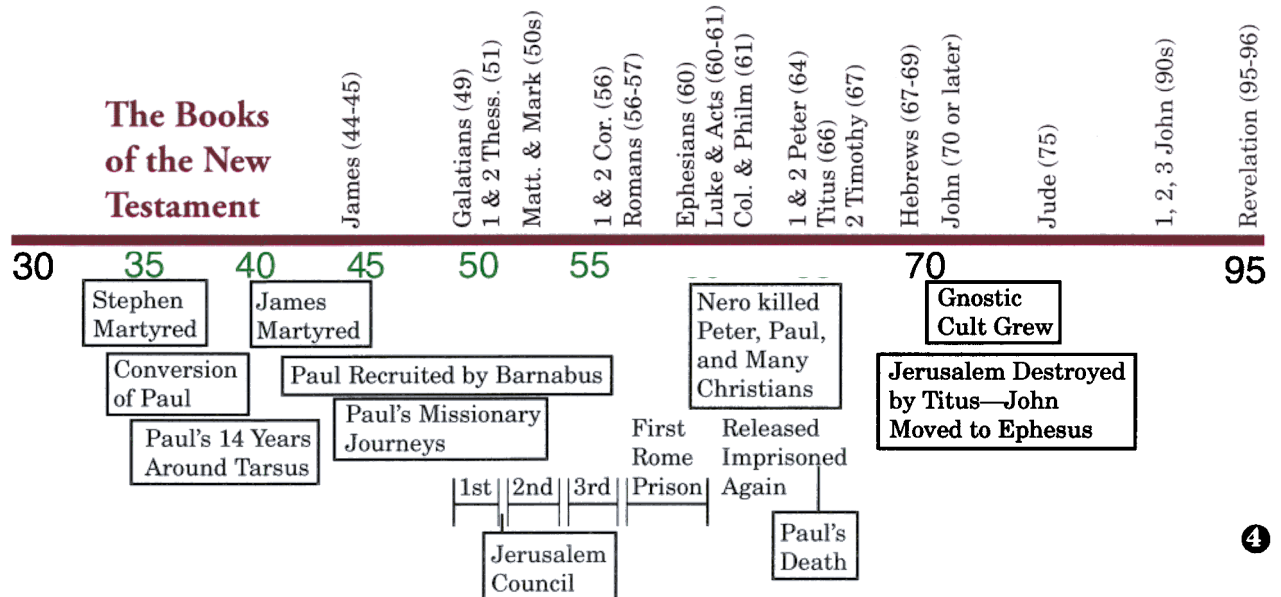 The Books
of the New
Testament
James (44-45)
Galatians (49)
1 & 2 Thess. (51)
Matt. & Mark (50s)
1 & 2 Cor. (56)
Romans (56-57)
Ephesians (60)
Luke & Acts (60-61)
Col. & Philm (61)
1 & 2 Peter (64)
Titus (66)
2 Timothy (67)
Hebrews (67-69)
John (70 or later)
Jude (75)
1, 2, 3 John (90s)
Revelation (95-96)
30 35 40 45 50 55 70 95
Stephen
Martyred
James
Martyred
Conversion
of Paul
Paul Recruited by Barnabus
Paul's Missionary
Journeys
Paul's 14 Years
Around Tarsus
Nero killed
Peter, Paul,
and Many
Christians
Gnostic
Cult Grew
Jerusalem Destroyed
by Titus—John
Moved to Ephesus
1st 2nd 3rd
First
Rome
Prison
Released
Imprisoned
Again
Jerusalem
Council
Paul's
Death
4